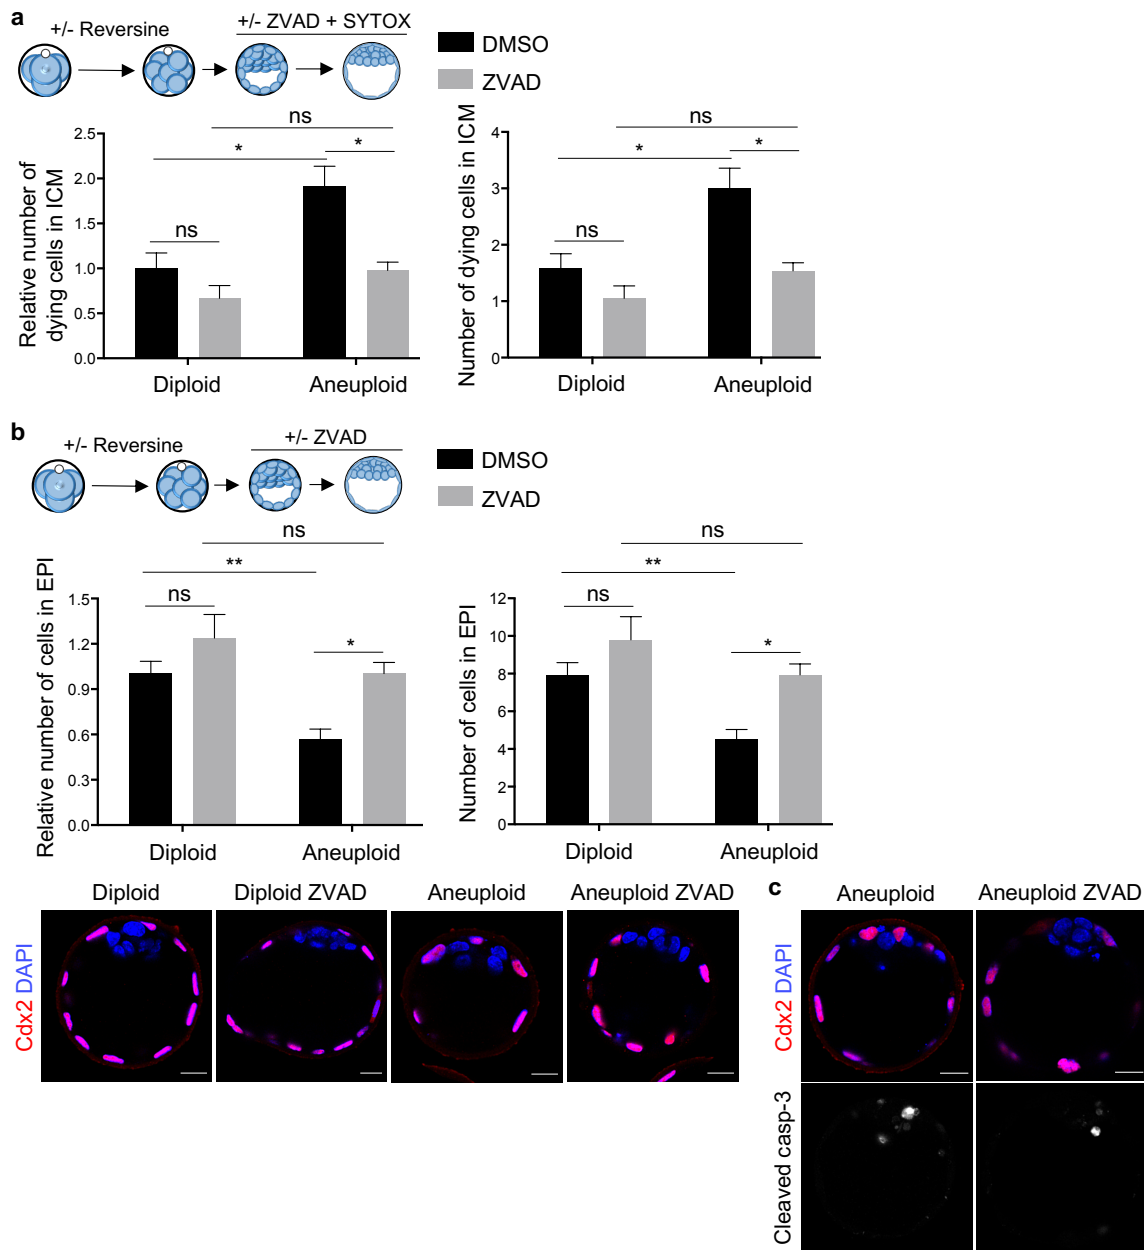 a
+/- Reversine
+/- ZVAD + SYTOX
DMSO
ZVAD
Relative number of
dying cells in ICM
2.5
2.0
1.5
1.0
0.5
0.0
ns
*
*
ns
Diploid
Aneuploid
Number of dying cells in ICM
4
3
2
1
0
ns
*
*
ns
Diploid
Aneuploid
b
+/- Reversine
+/- ZVAD
DMSO
ZVAD
Relative number of cells in EPI
1.5
1.2
0.9
0.6
0.3
0.0
ns
**
ns
*
Diploid
Aneuploid
Number of cells in EPI
12
10
8
6
4
2
0
ns
**
ns
*
Diploid
Aneuploid
Diploid
Diploid ZVAD
Aneuploid
Aneuploid ZVAD
Cdx2 DAPI
c
Aneuploid
Aneuploid ZVAD
Cdx2 DAPI
Cleaved casp-3